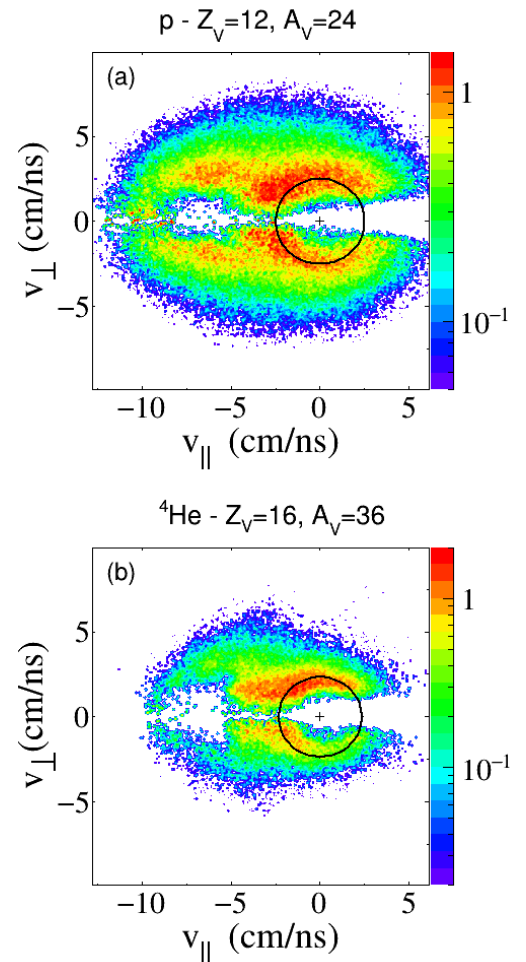 p - Z_V=12, A_V=24
(a)
5
0
−5
v_⊥ (cm/ns)
1
10^{-1}
−10 −5 0 5
v_{||} (cm/ns)
^4He - Z_V=16, A_V=36
(b)
5
0
−5
v_⊥(cm/ns)
1
10^{-1}
−10 −5 0 5
v_{||} (cm/ns)